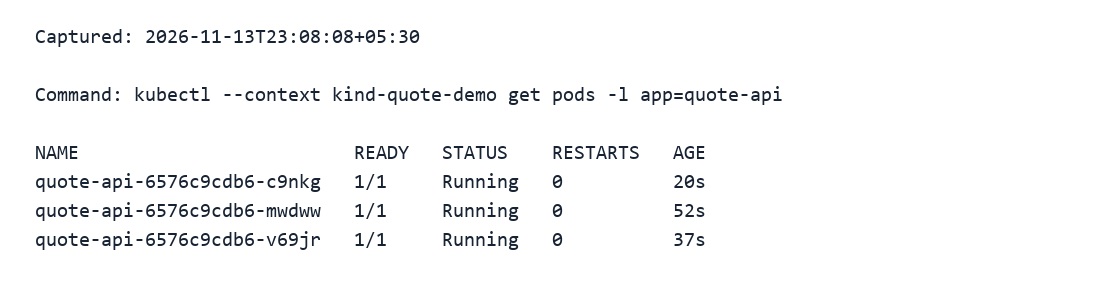 Captured: 2026-11-13T23:08:08+05:30
Command: kubectl --context kind-quote-demo get pods -l app=quote-api
NAME READY STATUS RESTARTS AGE
quote-api-6576c9cdb6-c9nkg 1/1 Running 0 20s
quote-api-6576c9cdb6-mwdww 1/1 Running 0 52s
quote-api-6576c9cdb6-v69jr 1/1 Running 0 37s